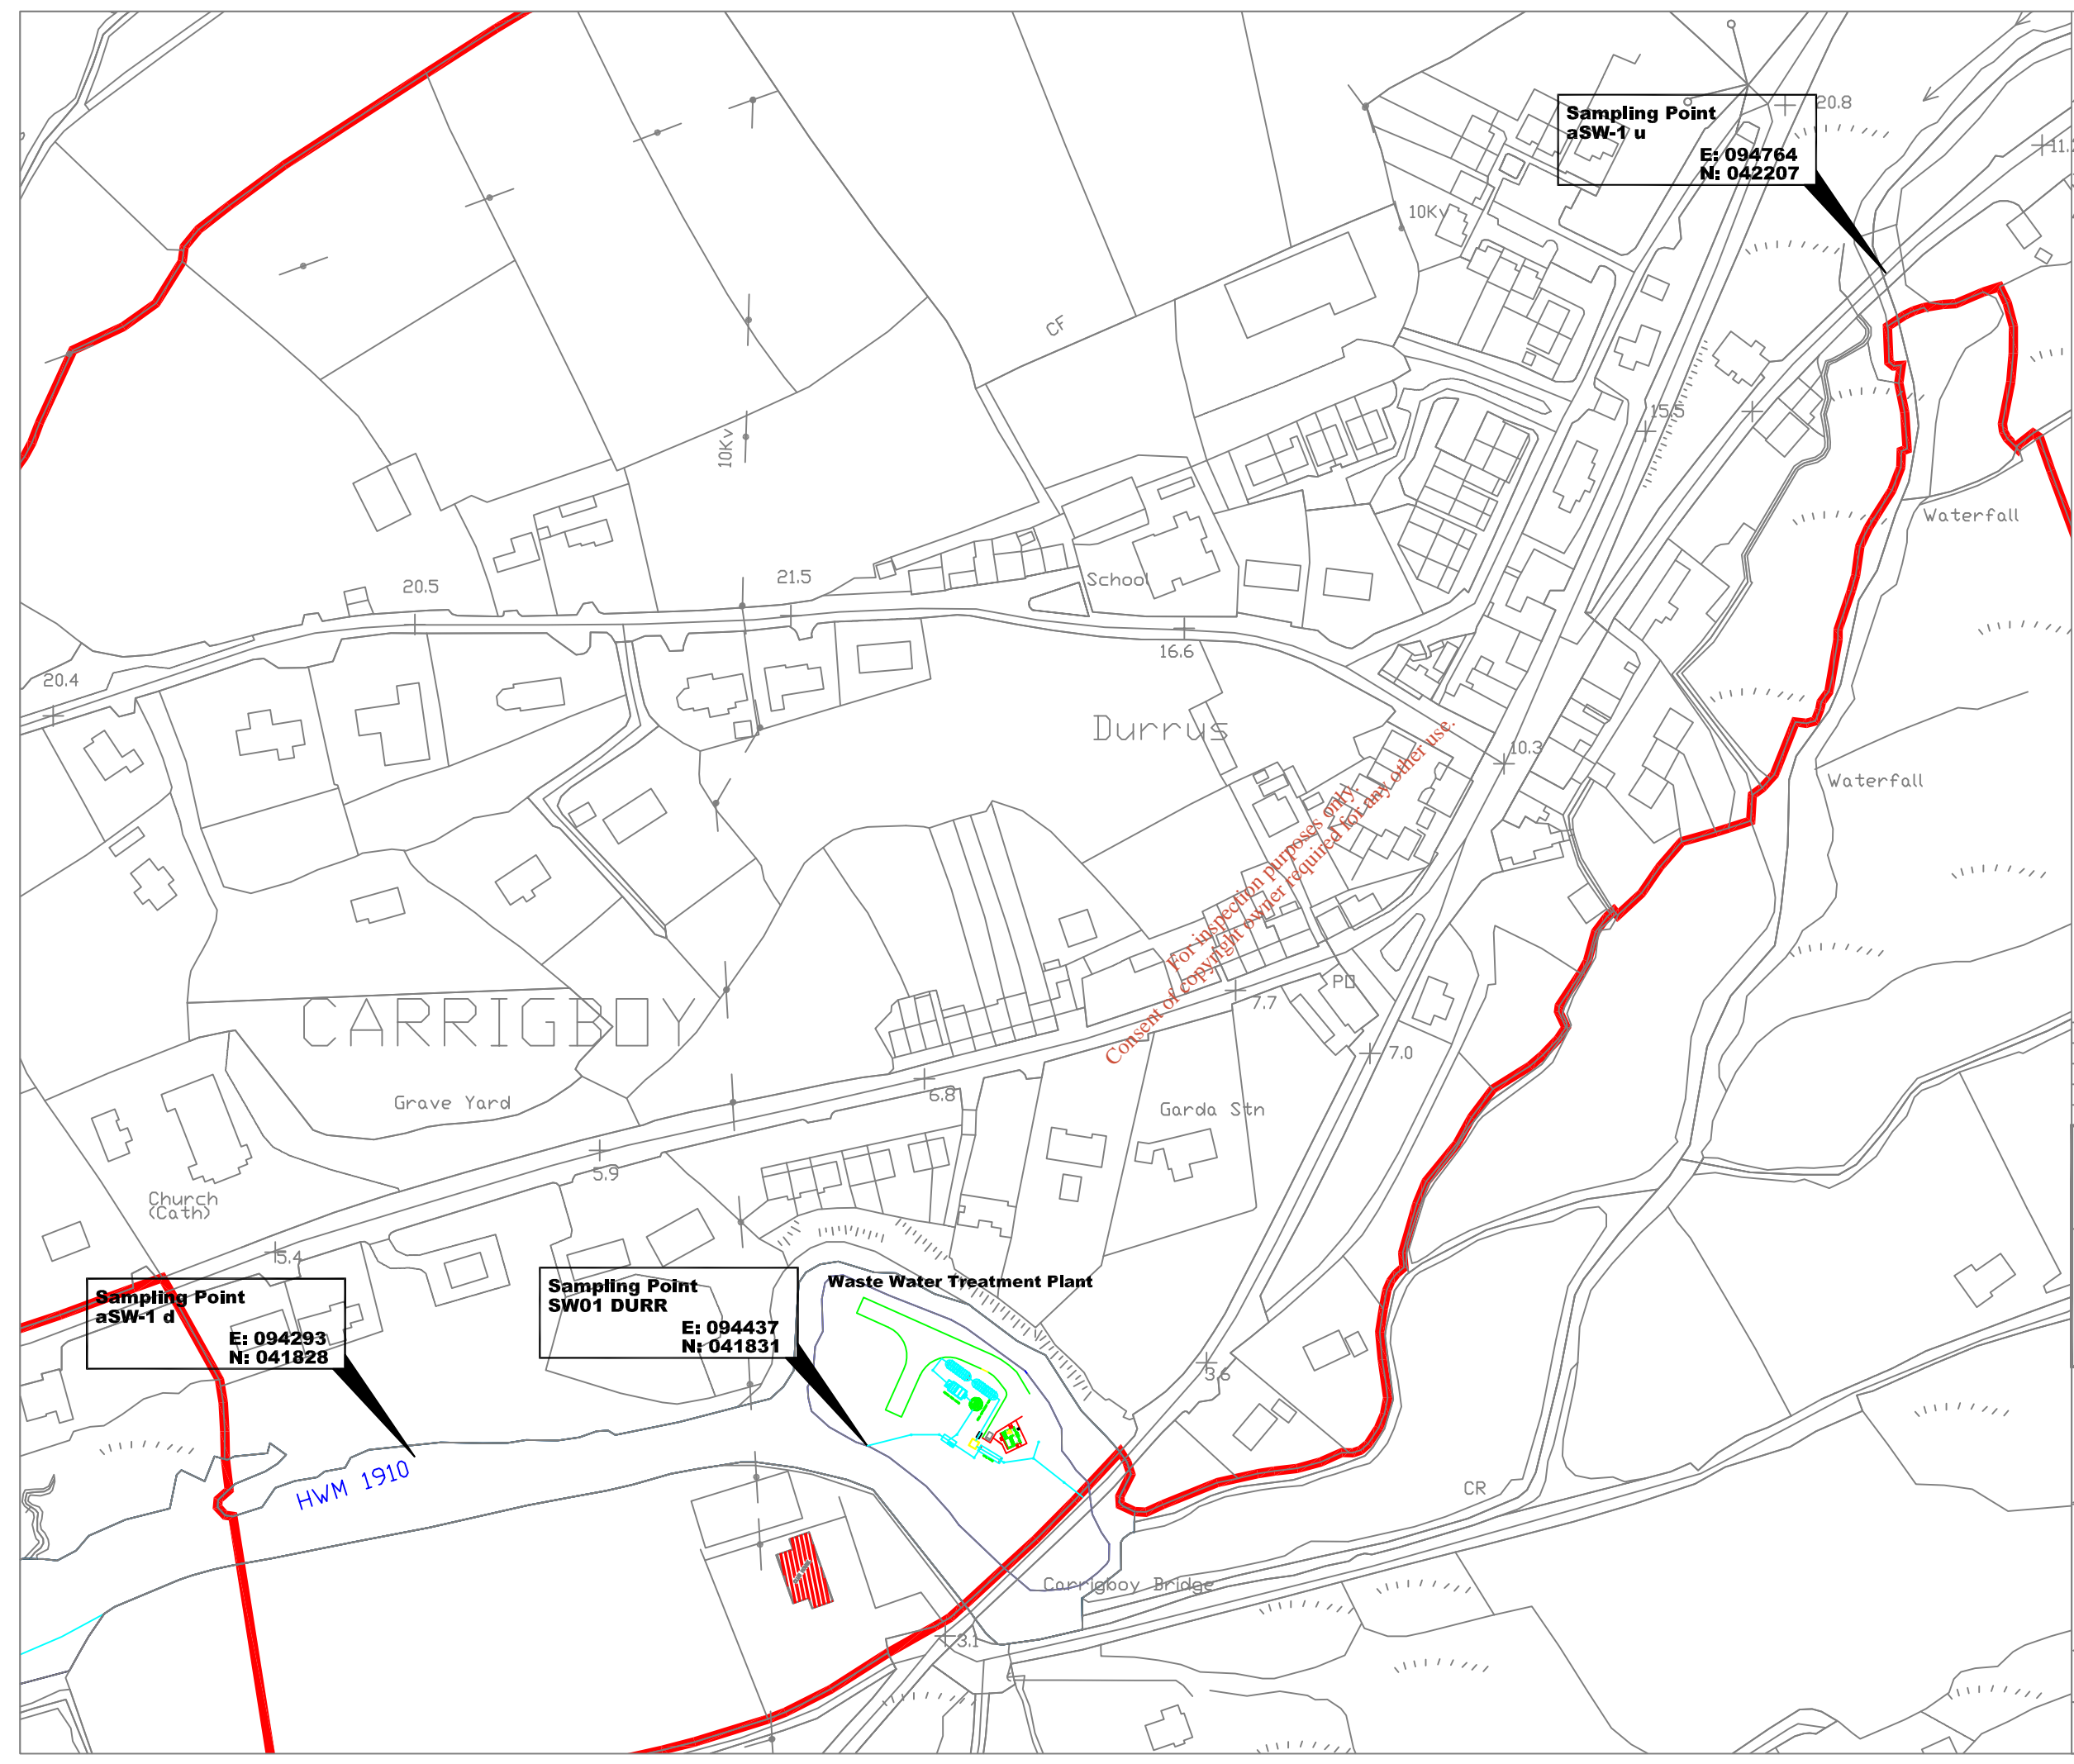 Sampling Point
aSW-1 u
E: 094764
N: 042207
20.8
10Kv
CF
15.5
10Kv
Waterfall
20.5
21.5
School
16.6
20.4
Durrus
10.3
Waterfall
For inspection purposes only.
Consent of copyright owner required for any other use.
PO
7.7
CARRIGBOY
7.0
Grave Yard
6.8
Garda Stn
5.9
Church
(Cath)
5.4
Sampling Point
aSW-1 d
E: 094293
N: 041828
Sampling Point
SW01 DURR
E: 094437
N: 041831
Waste Water Treatment Plant
3.6
HWM 1910
CR
Carrigboy Bridge
3.1